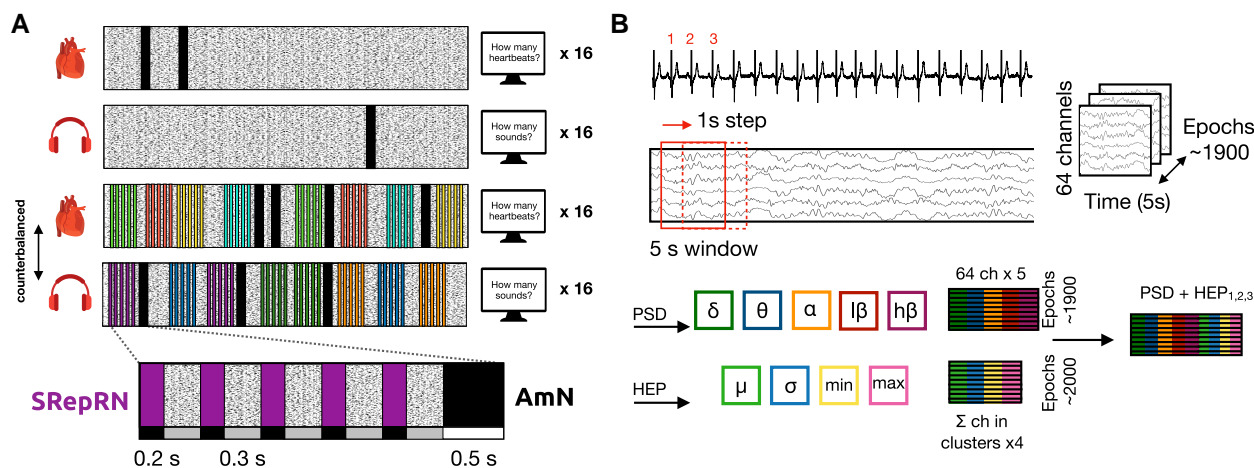 A
How many
heartbeats?
x 16
How many
sounds?
x 16
How many
heartbeats?
x 16
counterbalanced
How many
sounds?
x 16
SRepRN
AmN
0.2 s
0.3 s
0.5 s
B
1 2 3
1s step
5 s window
64 channels
Epochs
~1900
Time (5s)
PSD
δ θ α lβ hβ
64 ch x 5
Epochs
~1900
PSD + HEP1,2,3
HEP
μ σ min max
Epochs
~2000
Σ ch in
clusters x4